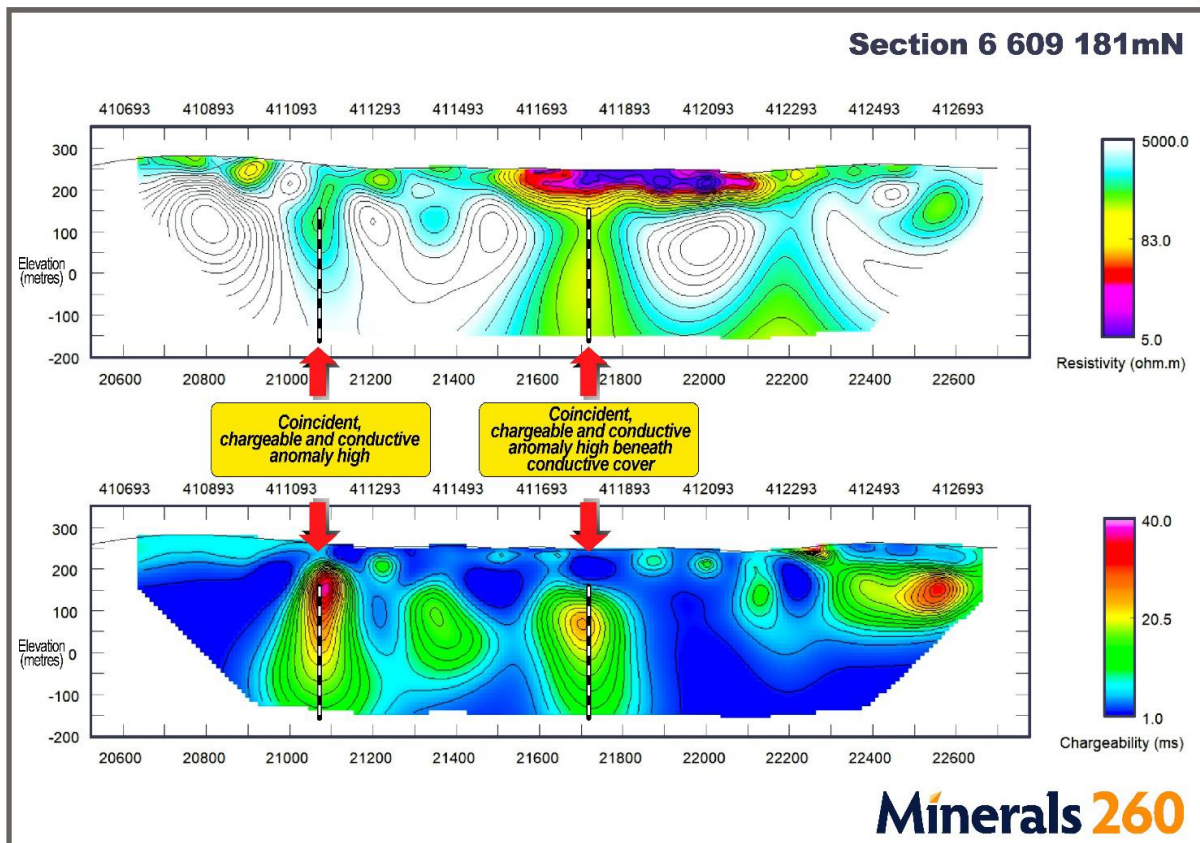 Section 6 609 181mN
410693 410893 411093 411293 411493 411693 411893 412093 412293 412493 412693
300
200
100
Elevation
(metres)
0
-100
-200
20600 20800 21000 21200 21400 21600 21800 22000 22200 22400 22600
5000.0
83.0
5.0
Resistivity (ohm.m)
Coincident,
chargeable and conductive
anomaly high
Coincident,
chargeable and conductive
anomaly high beneath
conductive cover
410693 410893 411093 411293 411493 411693 411893 412093 412293 412493 412693
300
200
100
Elevation
(metres)
0
-100
-200
20600 20800 21000 21200 21400 21600 21800 22000 22200 22400 22600
40.0
20.5
1.0
Chargeability (ms)
Minerals 260